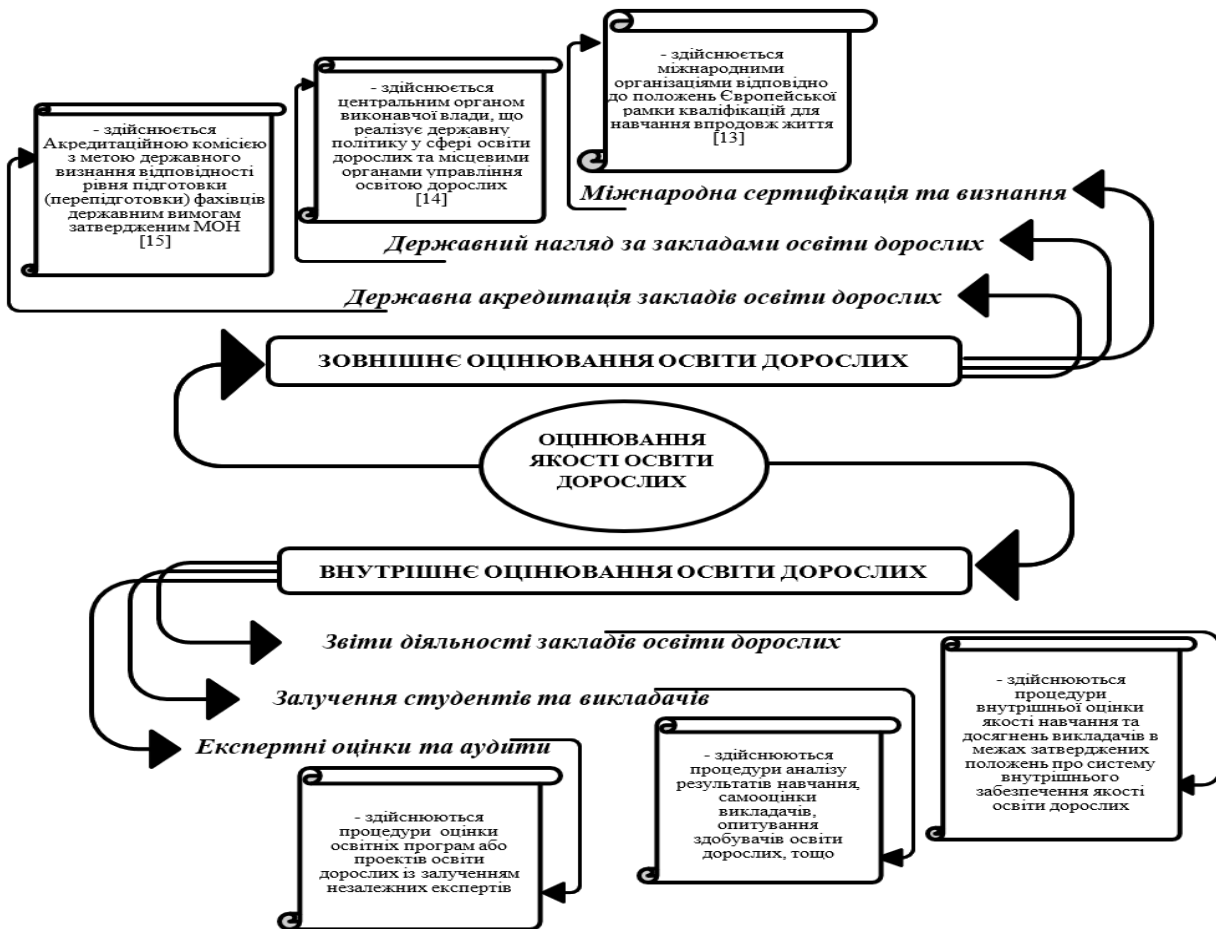 - здійснюється
міжнародними
організаціями відповідно
до положень Європейської
рамки кваліфікацій для
навчання впродовж життя
[13]
- здійснюється
центральним органом
виконавчої влади, що
реалізує державну
політику у сфері освіти
дорослих та місцевими
органами управління
освітою дорослих
[14]
- здійснюється
Акредитаційною комісією
з метою державного
визнання відповідності
рівня підготовки
(перепідготовки) фахівців
державним вимогам
затвердженим МОН
[15]
Міжнародна сертифікація та визнання
Державний нагляд за закладами освіти дорослих
Державна акредитація закладів освіти дорослих
ЗОВНІШНЄ ОЦІНЮВАННЯ ОСВІТИ ДОРОСЛИХ
ОЦІНЮВАННЯ
ЯКОСТІ ОСВІТИ
ДОРОСЛИХ
ВНУТРІШНЄ ОЦІНЮВАННЯ ОСВІТИ ДОРОСЛИХ
Звіти діяльності закладів освіти дорослих
Залучення студентів та викладачів
Експертні оцінки та аудити
- здійснюються
процедури
внутрішньої оцінки
якості навчання та
досягнень викладачів в
межах затверджених
положень про систему
внутрішнього
забезпечення якості
освіти дорослих
- здійснюються
процедури аналізу
результатів навчання,
самооцінки
викладачів,
опитування
здобувачів освіти
дорослих, тощо
- здійснюються
процедури оцінки
освітніх програм або
проектів освіти
дорослих із залученням
незалежних експертів